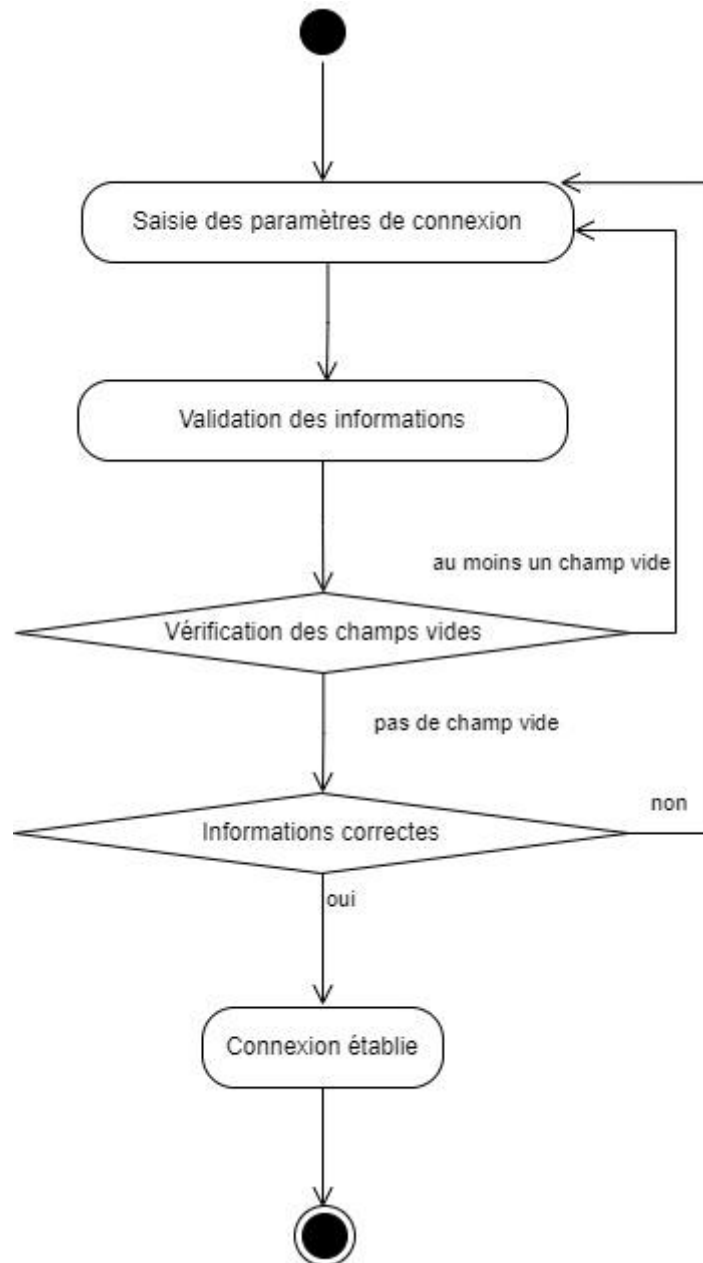 Saisie des paramètres de connexion
Validation des informations
au moins un champ vide
Vérification des champs vides
pas de champ vide
non
Informations correctes
oui
Connexion établie